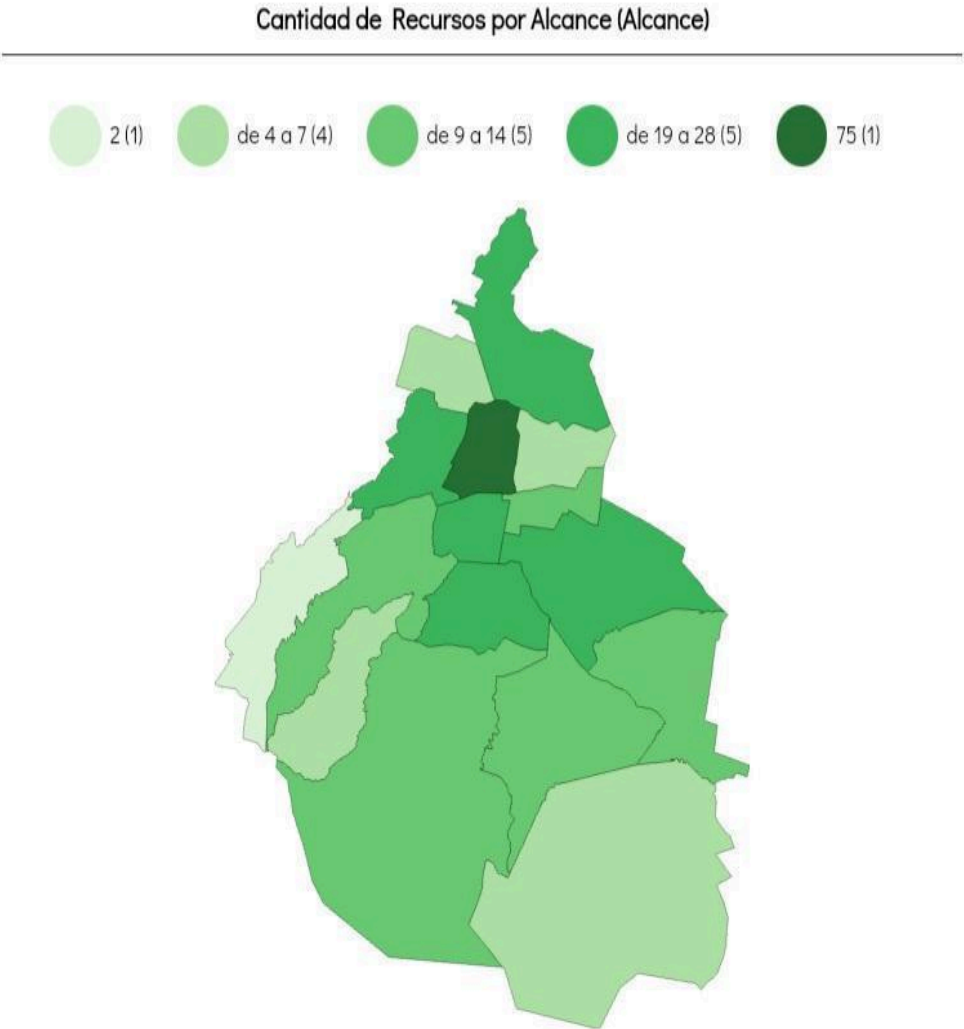 Cantidad de Recursos por Alcance (Alcance)
2 (1) de 4 a 7 (4) de 9 a 14 (5) de 19 a 28 (5) 75 (1)